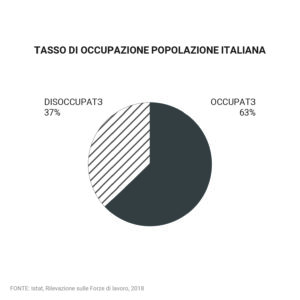 TASSO DI OCCUPAZIONE POPOLAZIONE ITALIANA
DISOCCUPAT3
37%
OCCUPAT3
63%
FONTE: Istat, Rilevazione sulle Forze di lavoro, 2018